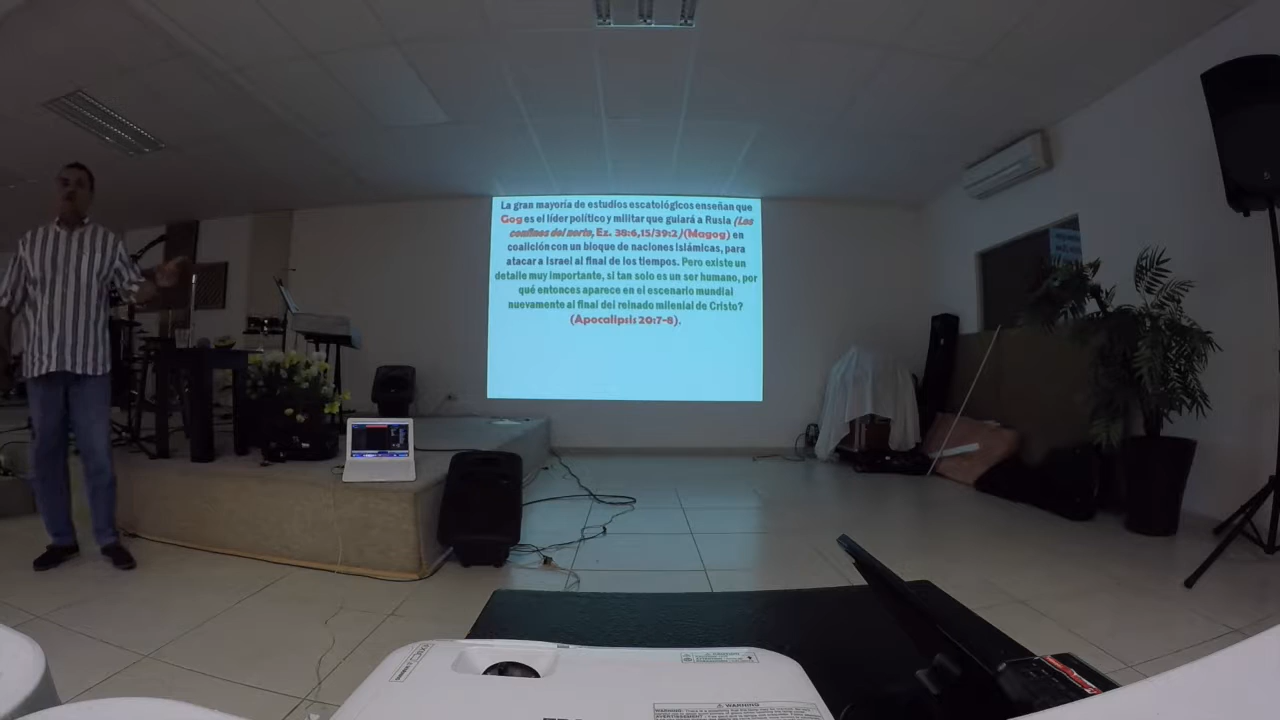 La gran mayoría de estudios escatológicos enseñan que
Gog es el líder político y militar que guiará a Rusia (Los
confines del norte, Ez. 38:6,15/39:2/(Magog) en
coalición con un bloque de naciones islámicas, para
atacar a Israel al final de los tiempos. Pero existe un
detalle muy importante, si tan solo es un ser humano, por
qué entonces aparece en el escenario mundial
nuevamente al final del reinado milenial de Cristo?
(Apocalipsis 20:7-8).
WARNING